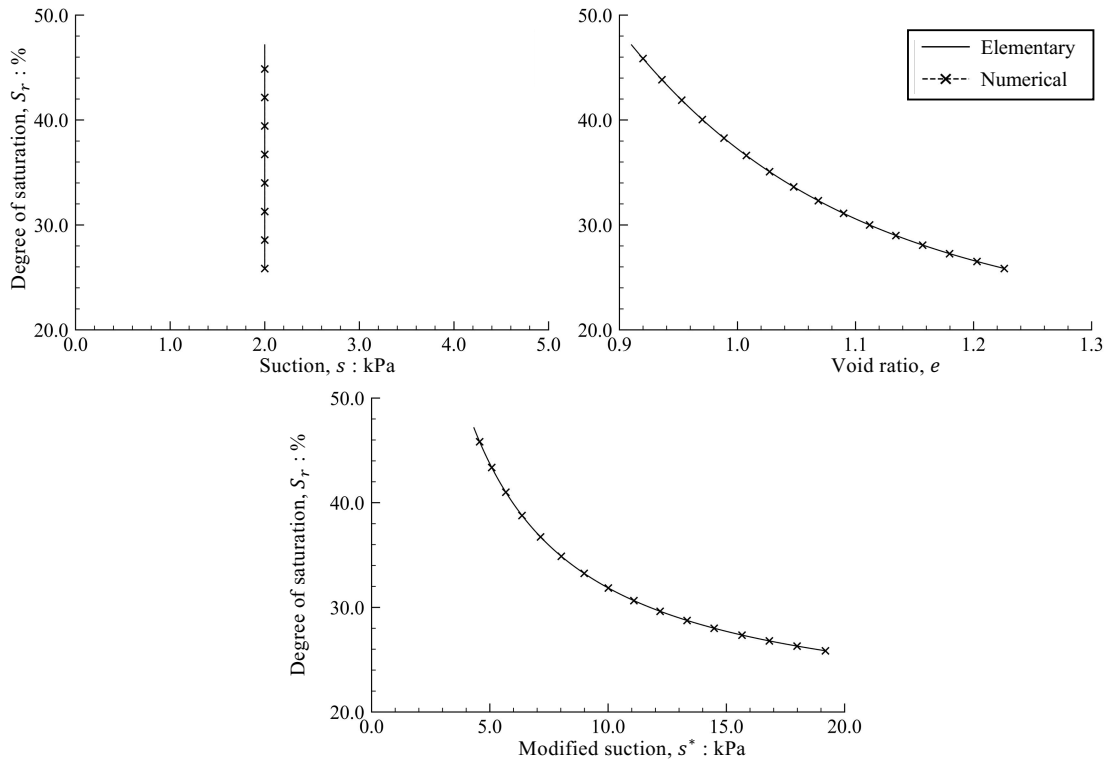 50.0
40.0
30.0
20.0
Degree of saturation, Sᵣ : %
0.0 1.0 2.0 3.0 4.0 5.0
Suction, s : kPa
50.0
40.0
30.0
20.0
0.9 1.0 1.1 1.2 1.3
Void ratio, e
Elementary
Numerical
50.0
40.0
30.0
20.0
Degree of saturation, Sᵣ : %
0.0 5.0 10.0 15.0 20.0
Modified suction, s* : kPa